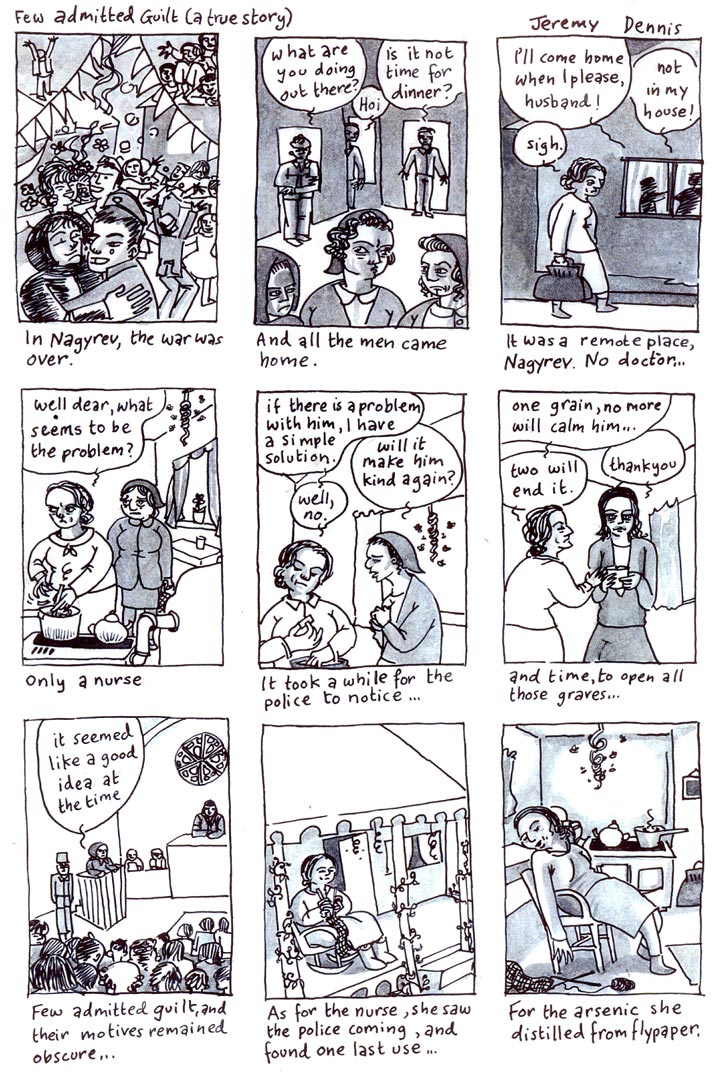 Few admitted Guilt (a true story)
Jeremy Dennis
In Nagyrev, the war was
over.
what are
you doing
out there?
Hoi
is it not
time for
dinner?
And all the men came
home.
I'll come home
when I please,
husband!
not
in my
house!
sigh.
It was a remote place,
Nagyrev. No doctor...
well dear, what
seems to be
the problem?
Only a nurse
if there is a problem
with him, I have
a simple
solution.
will it
make him
kind again?
well,
no.
It took a while for the
police to notice ...
one grain, no more
will calm him...
two will
end it.
thankyou
and time, to open all
those graves...
it seemed
like a good
idea at
the time
Few admitted guilt, and
their motives remained
obscure...
As for the nurse, she saw
the police coming, and
found one last use ...
For the arsenic she
distilled from flypaper.